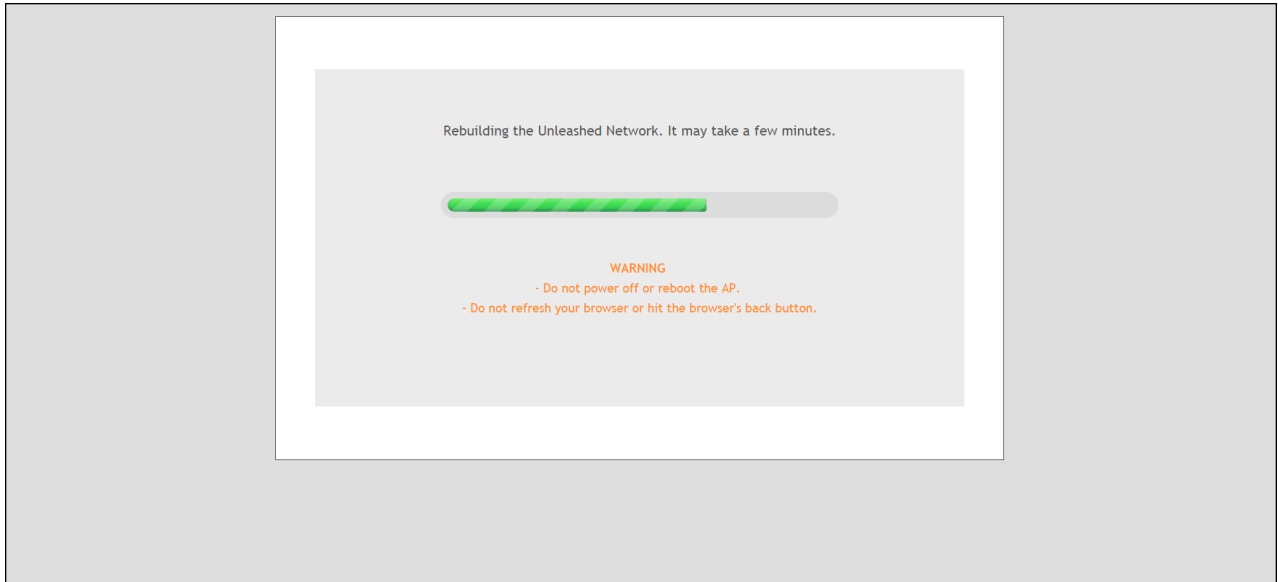 Rebuilding the Unleashed Network. It may take a few minutes.
WARNING
- Do not power off or reboot the AP.
- Do not refresh your browser or hit the browser's back button.